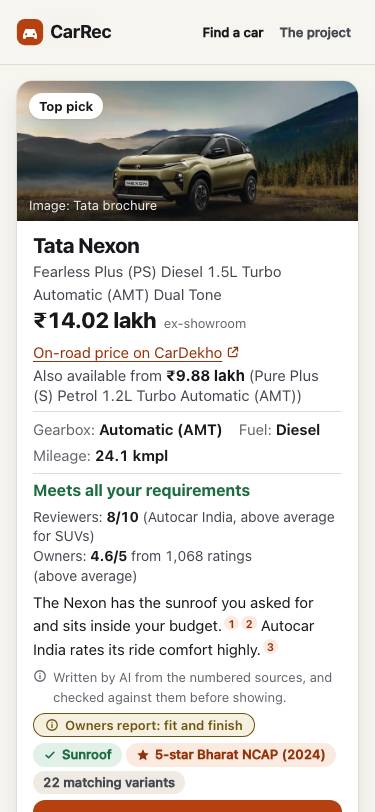 CarRec
Find a car
The project
Top pick
NEXON
Image: Tata brochure
Tata Nexon
Fearless Plus (PS) Diesel 1.5L Turbo
Automatic (AMT) Dual Tone
₹14.02 lakh ex-showroom
On-road price on CarDekho
Also available from ₹9.88 lakh (Pure Plus
(S) Petrol 1.2L Turbo Automatic (AMT))
Gearbox: Automatic (AMT) Fuel: Diesel
Mileage: 24.1 kmpl
Meets all your requirements
Reviewers: 8/10 (Autocar India, above average
for SUVs)
Owners: 4.6/5 from 1,068 ratings
(above average)
The Nexon has the sunroof you asked for
and sits inside your budget. 1 2 Autocar
India rates its ride comfort highly. 3
Written by AI from the numbered sources, and
checked against them before showing.
Owners report: fit and finish
Sunroof
5-star Bharat NCAP (2024)
22 matching variants